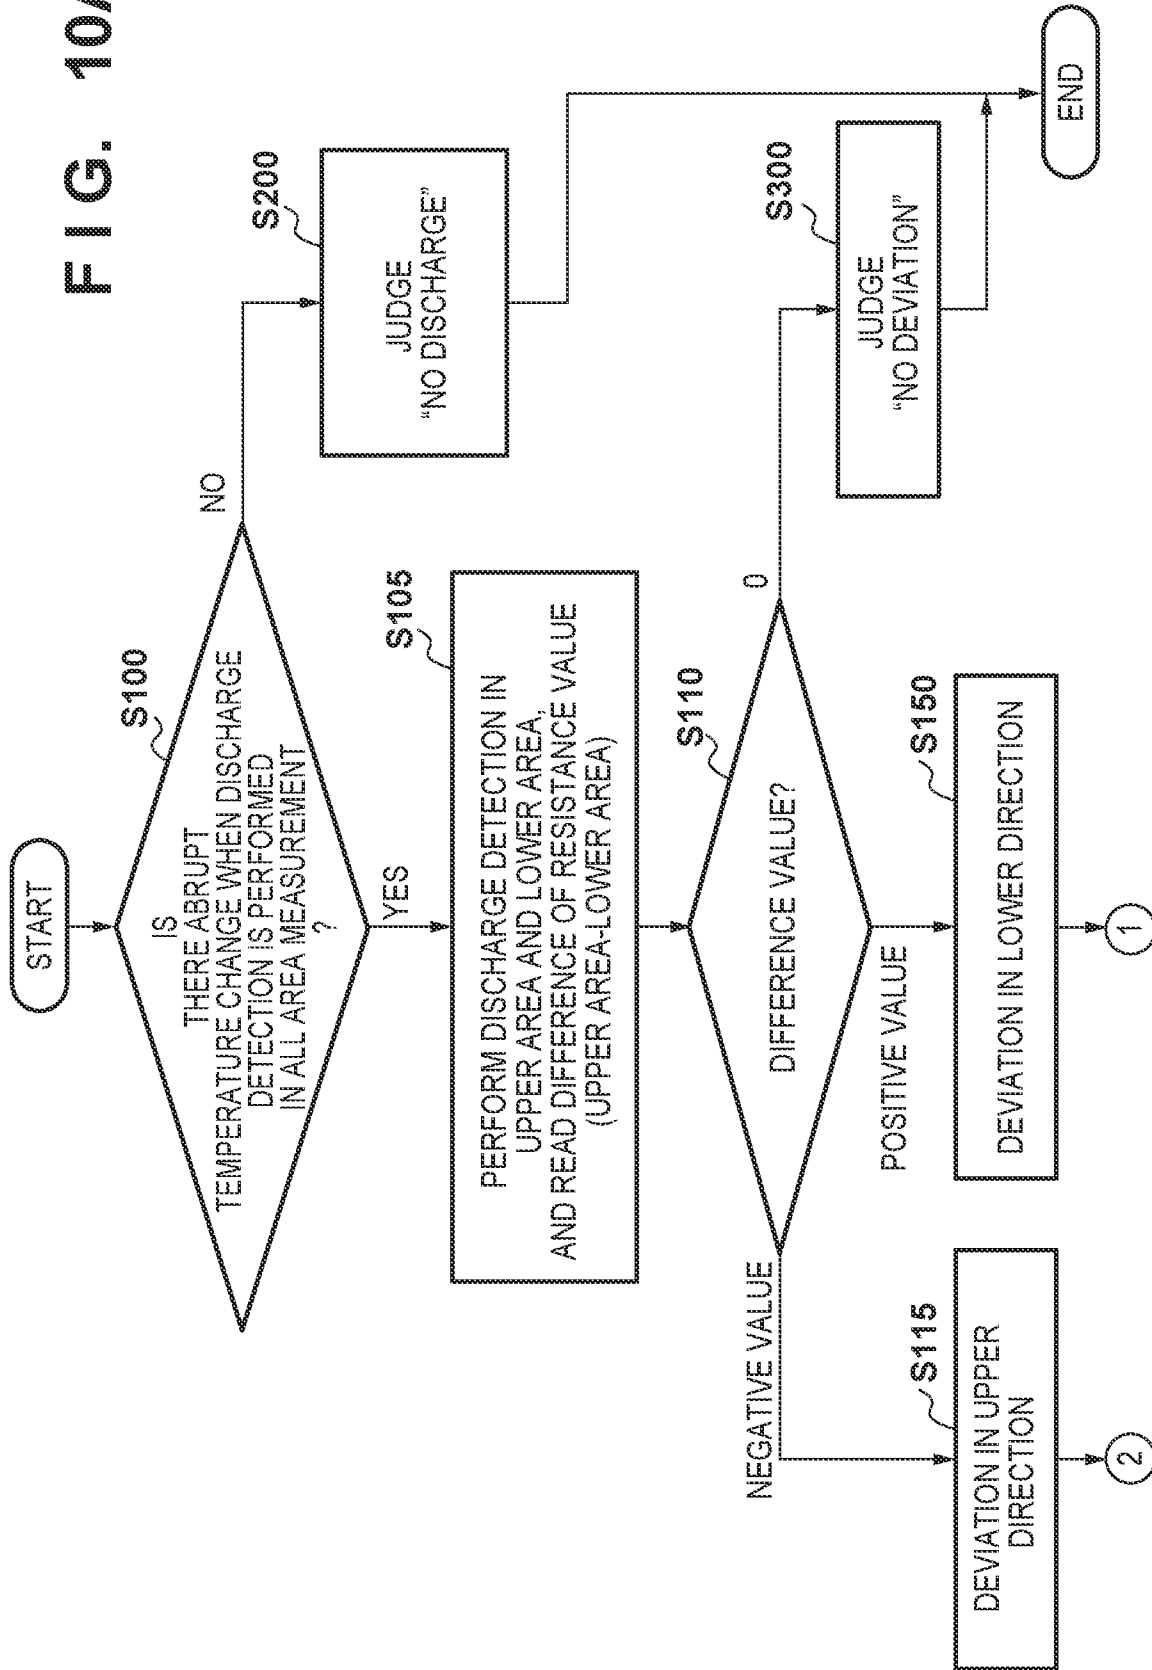 FIG. 10A
START
S100
IS
THERE ABRUPT
TEMPERATURE CHANGE WHEN DISCHARGE
DETECTION IS PERFORMED
IN ALL AREA MEASUREMENT
?
NO
YES
S200
JUDGE
"NO DISCHARGE"
S105
PERFORM DISCHARGE DETECTION IN
UPPER AREA AND LOWER AREA,
AND READ DIFFERENCE OF RESISTANCE VALUE
(UPPER AREA-LOWER AREA)
S110
DIFFERENCE VALUE?
0
NEGATIVE VALUE
POSITIVE VALUE
S300
JUDGE
"NO DEVIATION"
S115
DEVIATION IN UPPER
DIRECTION
S150
DEVIATION IN LOWER DIRECTION
END
2
1